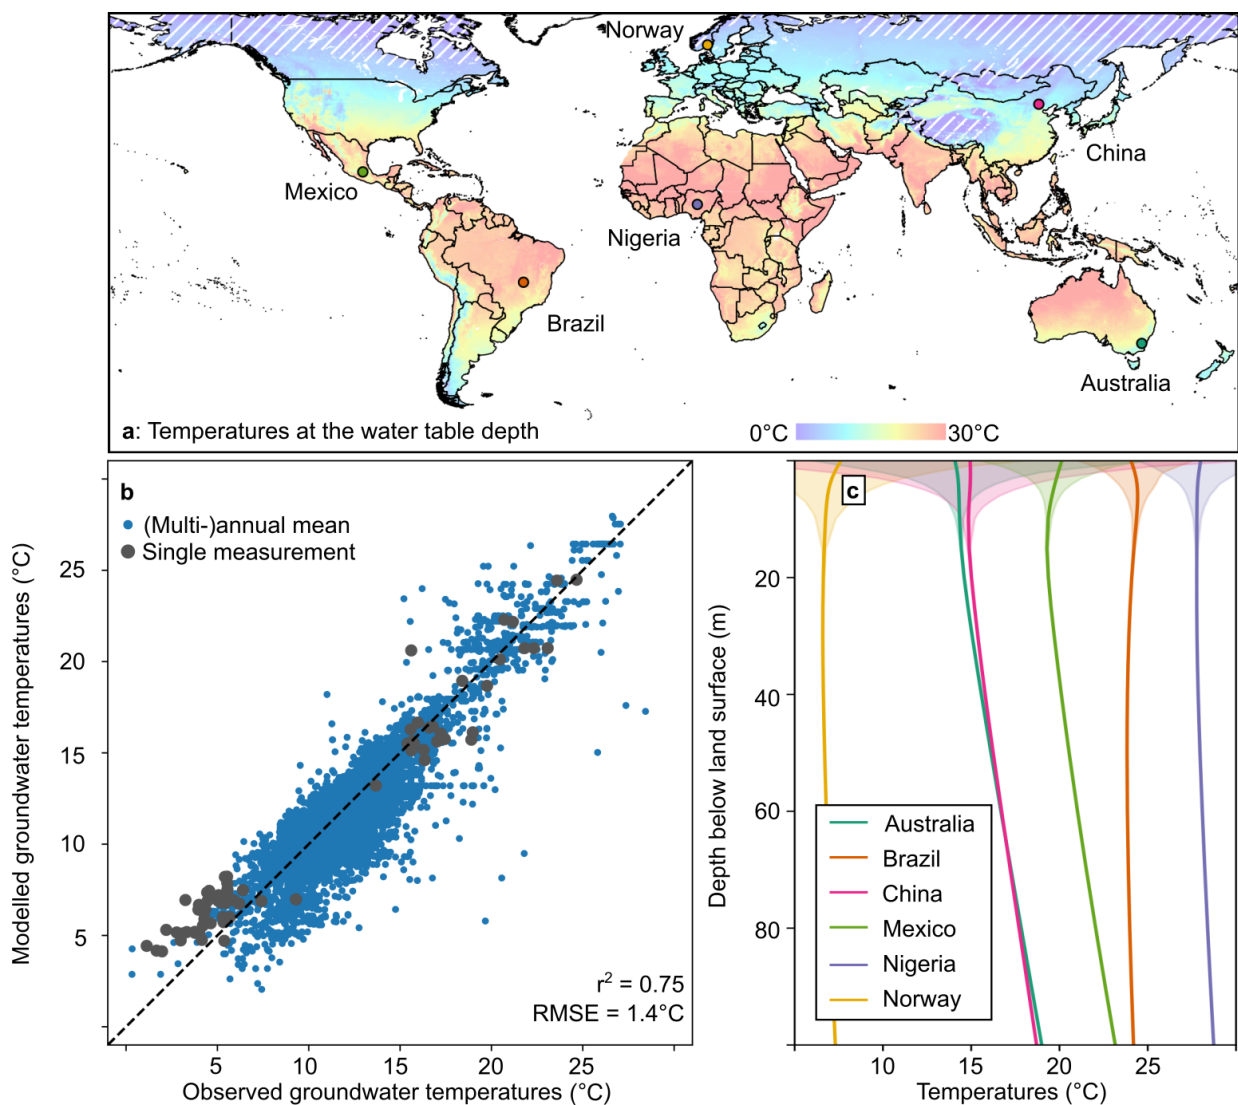 Norway
China
Mexico
Nigeria
Brazil
Australia
a: Temperatures at the water table depth
0°C
30°C
b
(Multi-)annual mean
Single measurement
25
20
15
10
5
Modelled groundwater temperatures (°C)
r² = 0.75
RMSE = 1.4°C
5
10
15
20
25
Observed groundwater temperatures (°C)
c
20
40
60
80
Depth below land surface (m)
Australia
Brazil
China
Mexico
Nigeria
Norway
10
15
20
25
Temperatures (°C)